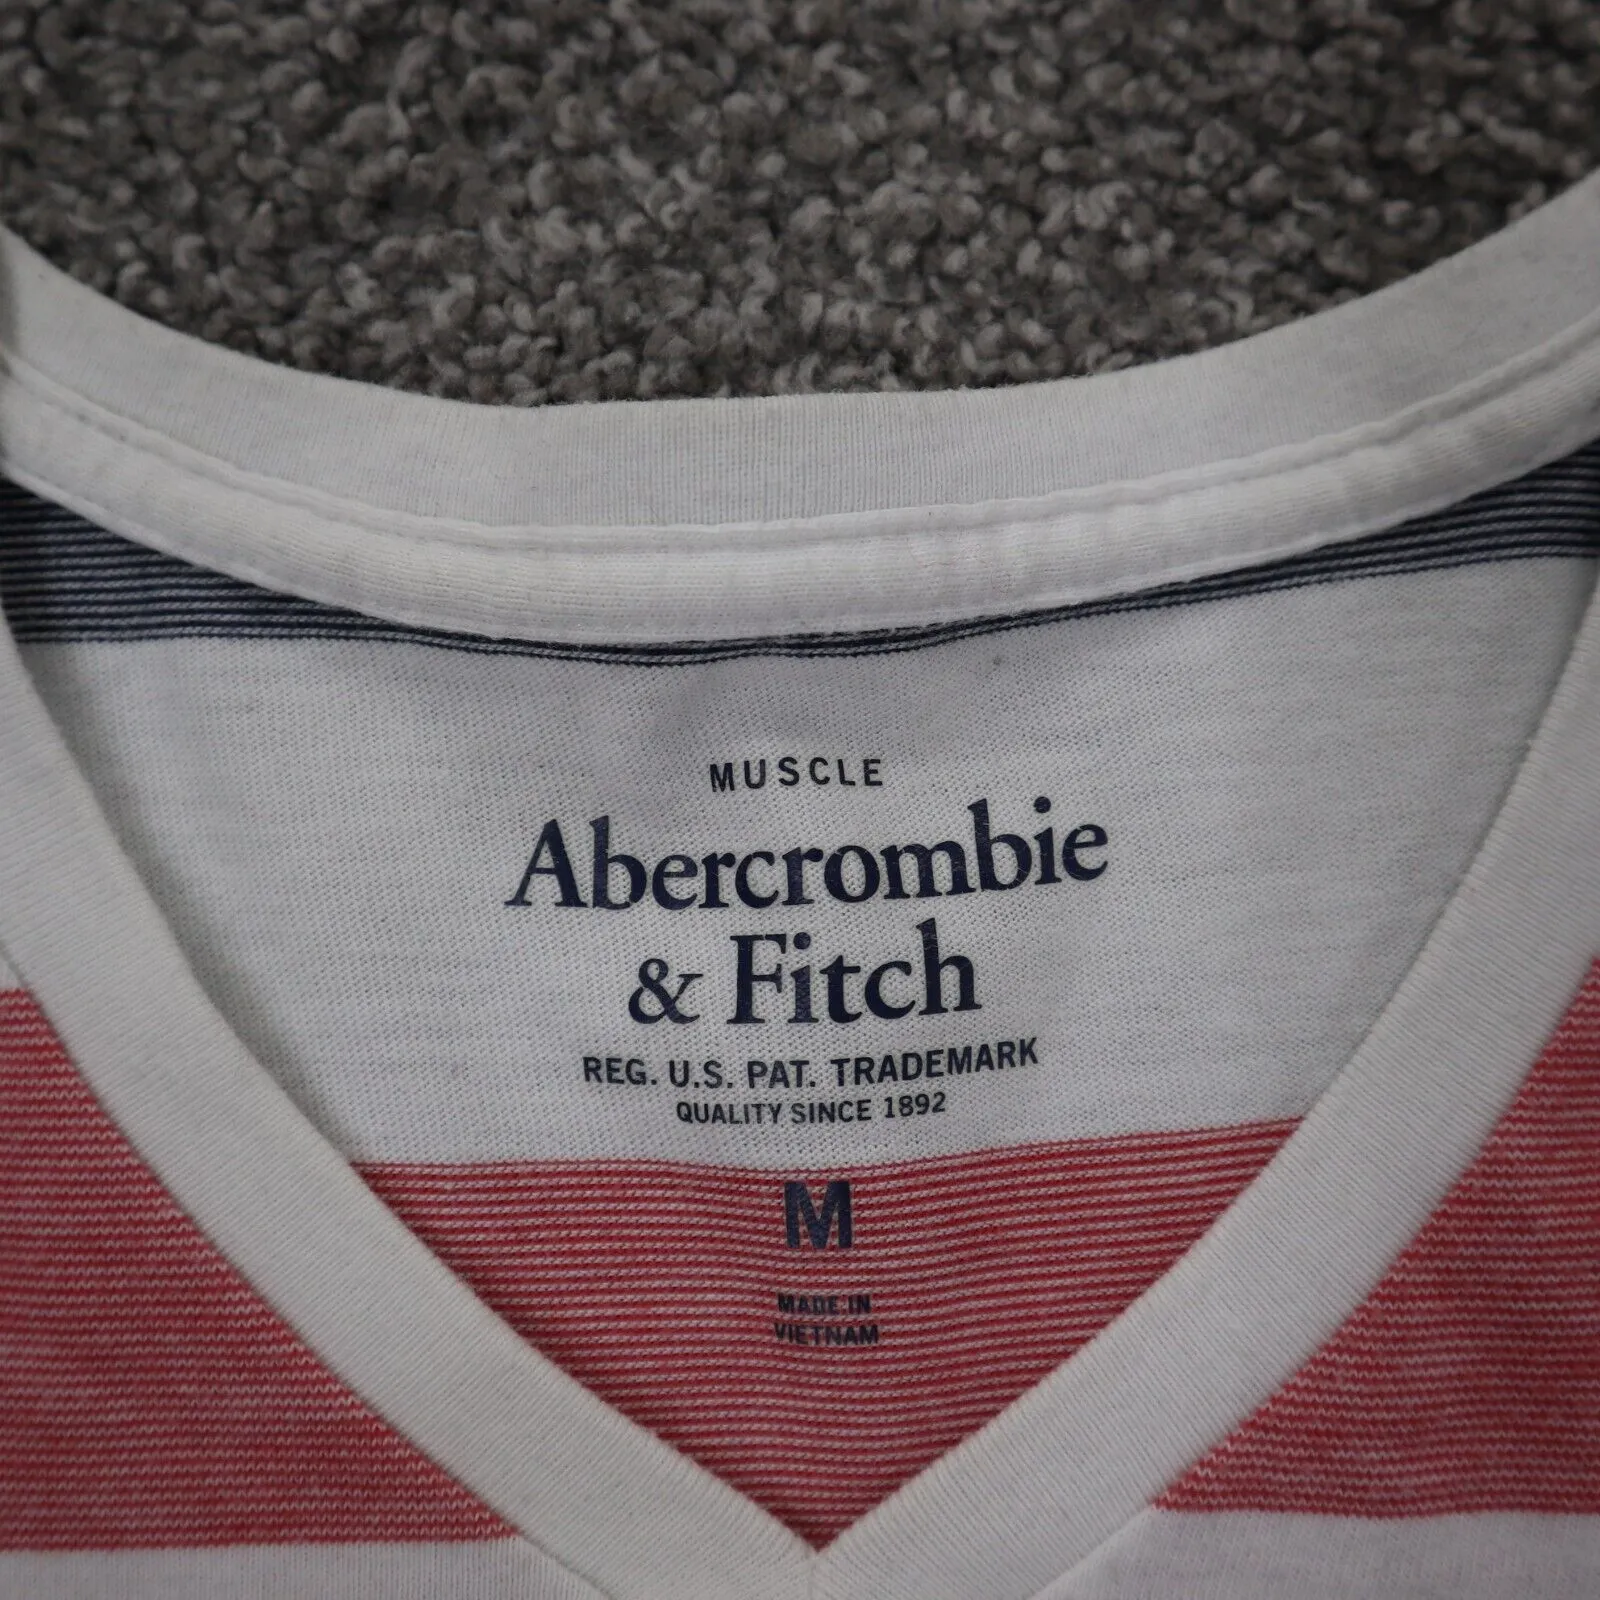 MUSCLE
Abercrombie
& Fitch
REG. U.S. PAT. TRADEMARK
QUALITY SINCE 1892
M
MADE IN
VIETNAM